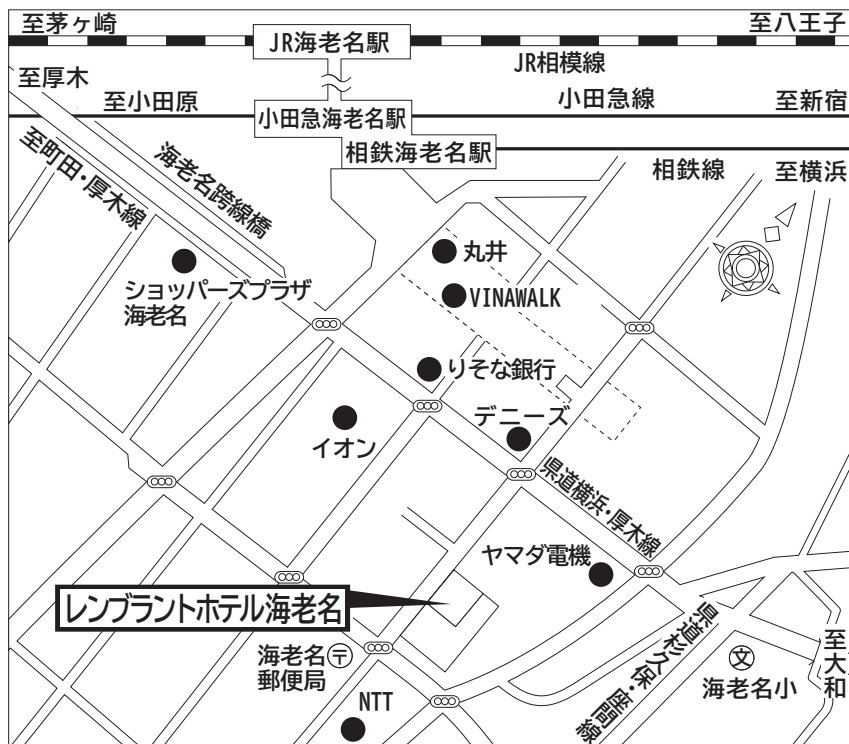 至茅ヶ崎
至八王子
JR海老名駅
JR相模線
至厚木
至小田原
小田急線
至新宿
小田急海老名駅
相鉄海老名駅
相鉄線
至横浜
至町田・厚木線
海老名跨線橋
丸井
ショッパーズプラザ
海老名
VINAWALK
りそな銀行
イオン
デニーズ
県道横浜・厚木線
ヤマダ電機
レンブラントホテル海老名
県道杉久保・座間線
海老名
郵便局
〒
文
海老名小
至大和
NTT